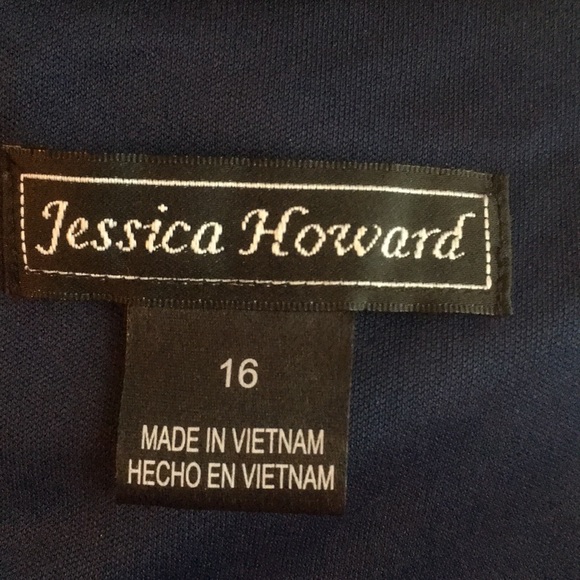 Jessica Howard
16
MADE IN VIETNAM
HECHO EN VIETNAM